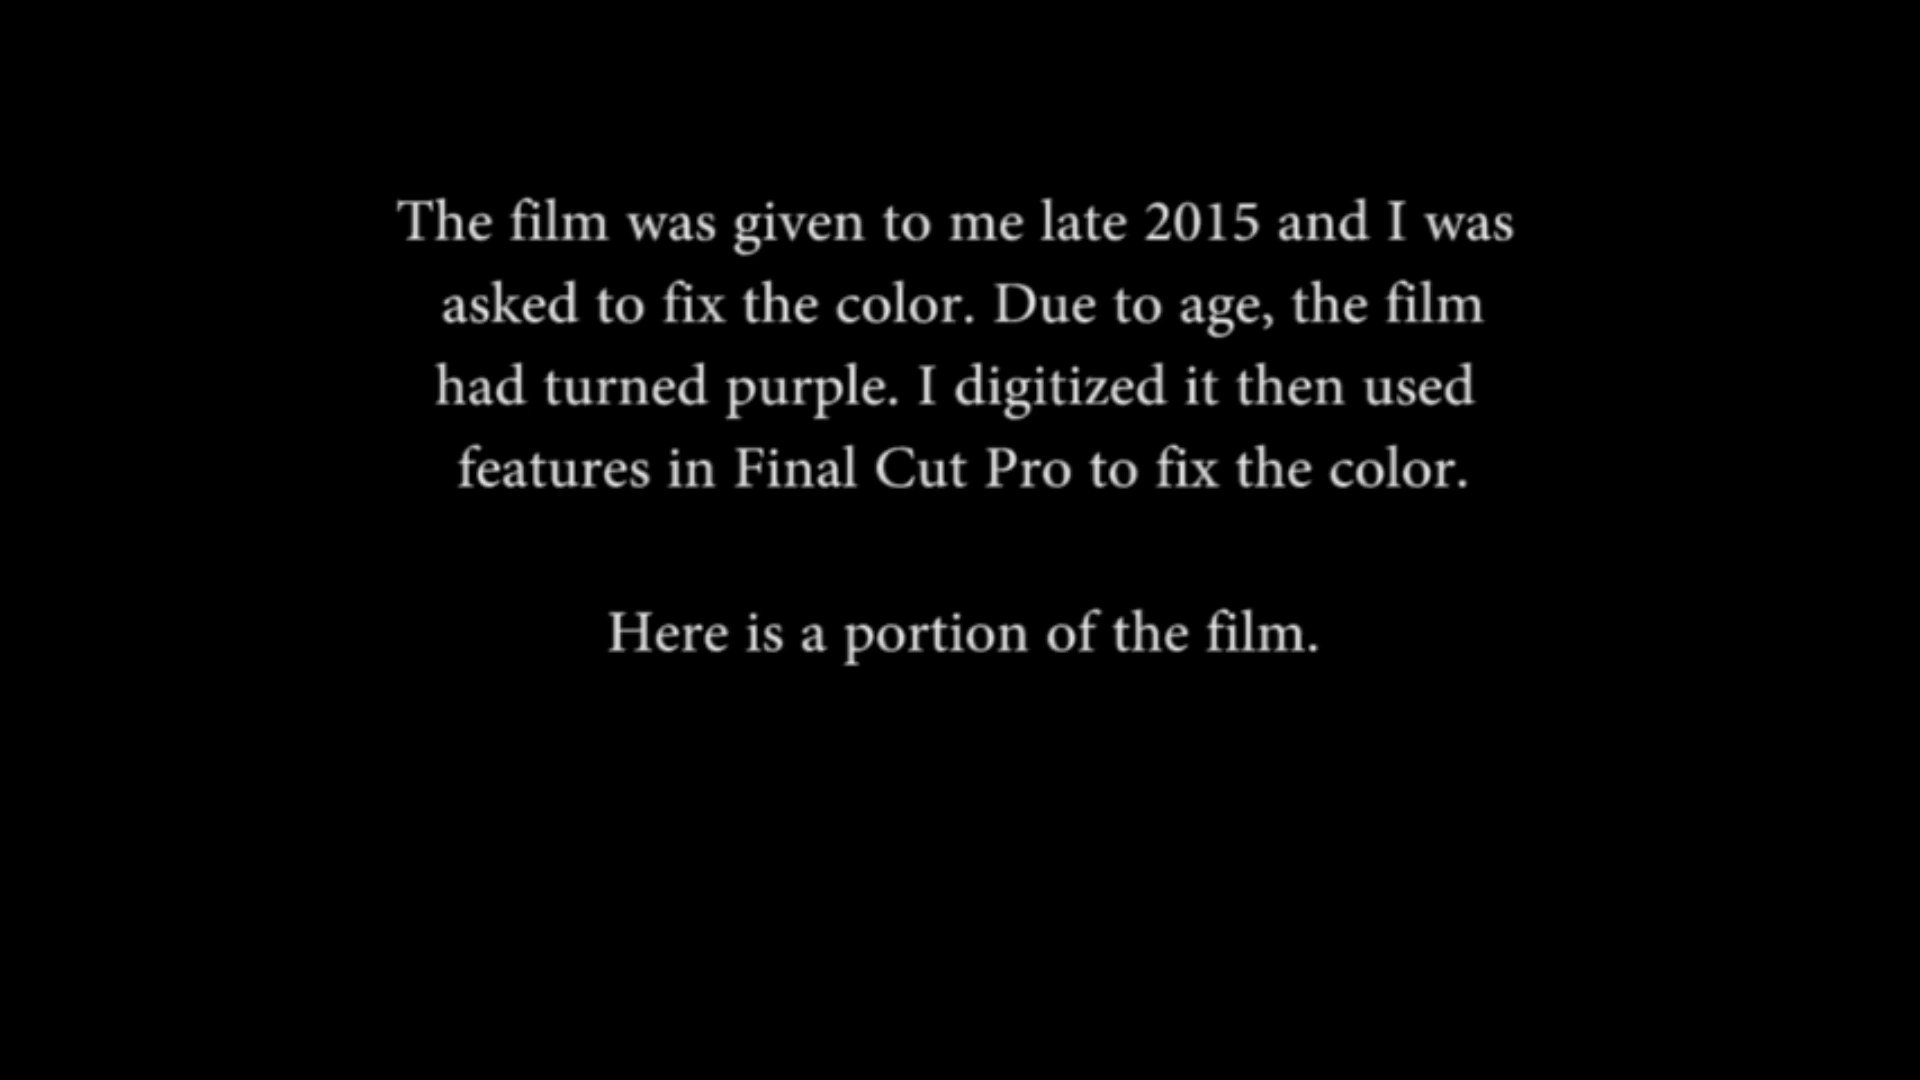 The film was given to me late 2015 and I was
asked to fix the color. Due to age, the film
had turned purple. I digitized it then used
features in Final Cut Pro to fix the color.
Here is a portion of the film.